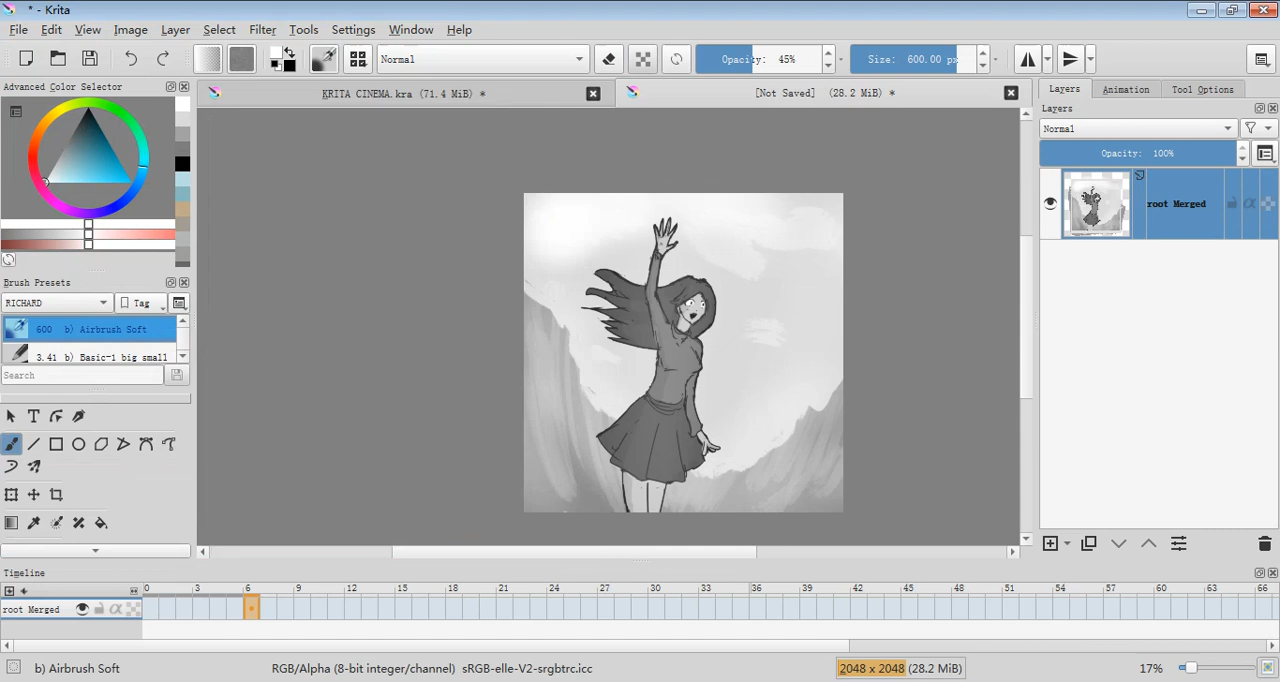 * - Krita
File Edit View Image Layer Select Filter Tools Settings Window Help
Normal Opacity: 45% Size: 600.00 px
Advanced Color Selector
KRITA CINEMA.kra (71.4 MiB) *
[Not Saved] (28.2 MiB) *
Layers Animation Tool Options
Layers
Normal
Opacity: 100%
root Merged
Brush Presets
RICHARD Tag
600 b) Airbrush Soft
3.41 b) Basic-1 big small
Search
Timeline
0 3 6 9 12 15 18 21 24 27 30 33 36 39 42 45 48 51 54 57 60 63 66
root Merged
b) Airbrush Soft RGB/Alpha (8-bit integer/channel) sRGB-elle-V2-srgbtrc.icc 2048 x 2048 (28.2 MiB) 17%